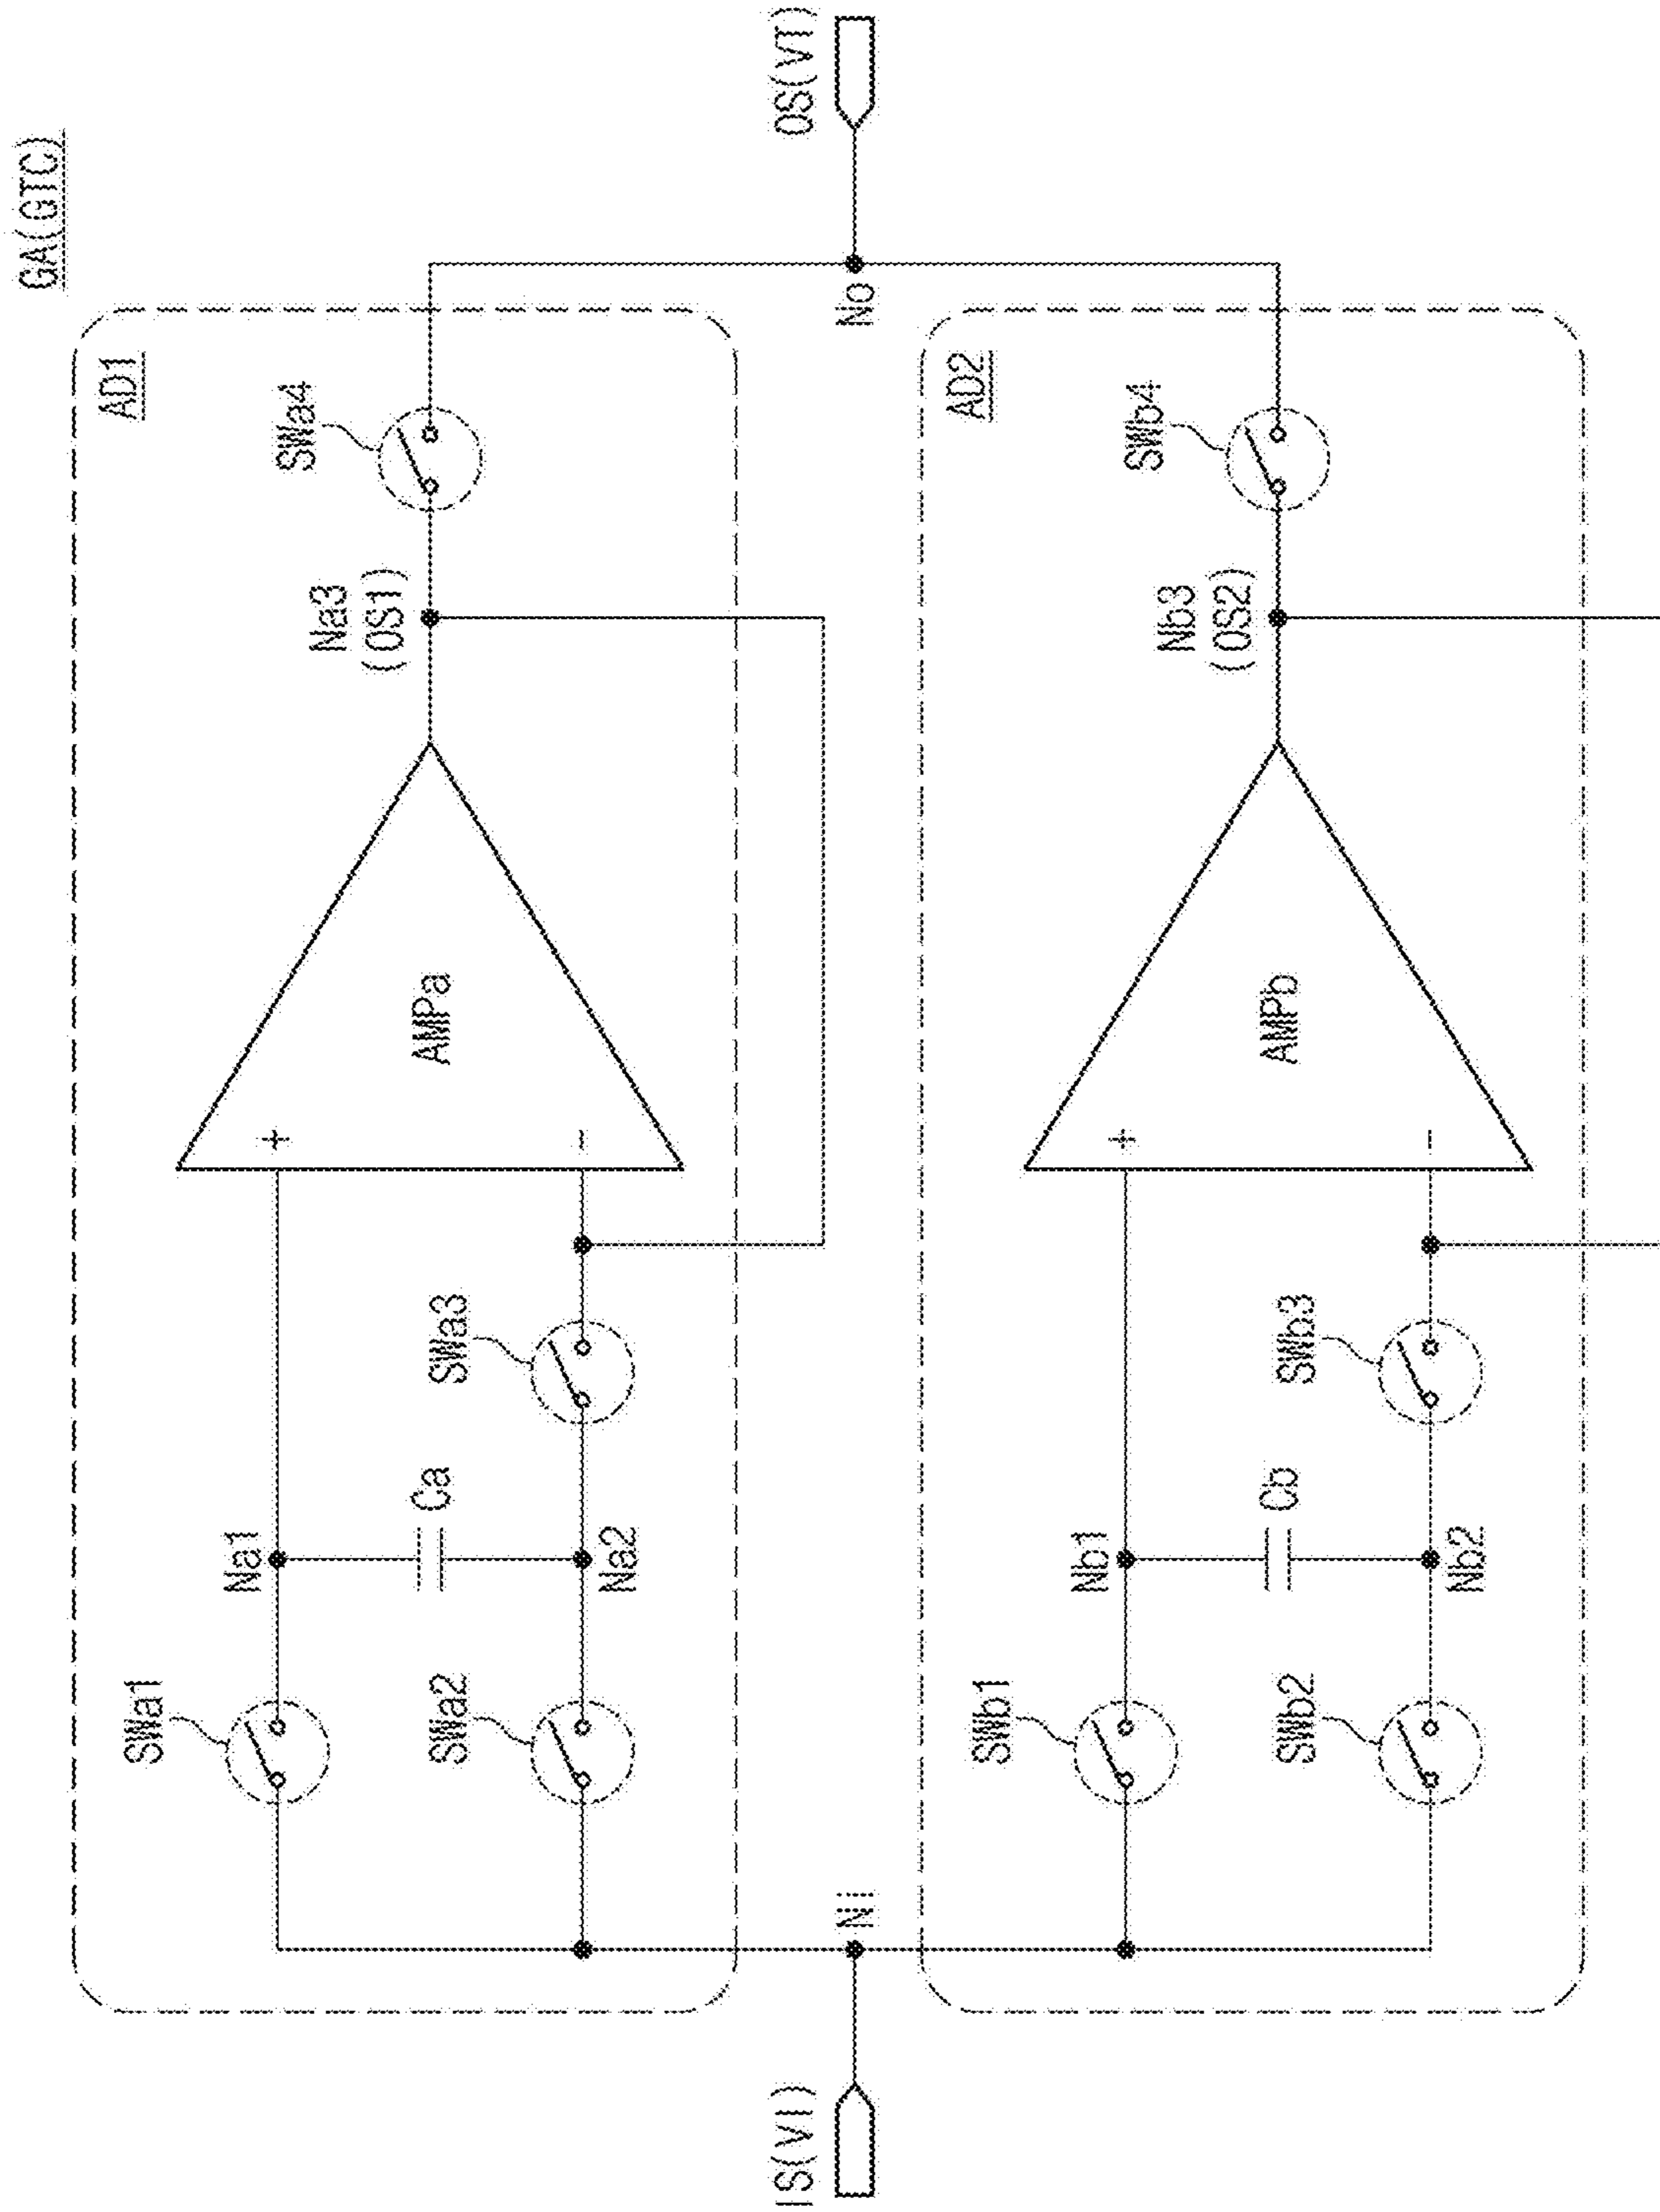 GA(GTC)
AD1
SWa1
Na1
+
SWa4
Ca
AMPa
Na3
(OS1)
SWa2
SWa3
-
Na2
IS(VI)
Ni
No
OS(VT)
AD2
SWb1
Nb1
+
SWb4
Cb
AMPb
Nb3
(OS2)
SWb2
SWb3
-
Nb2